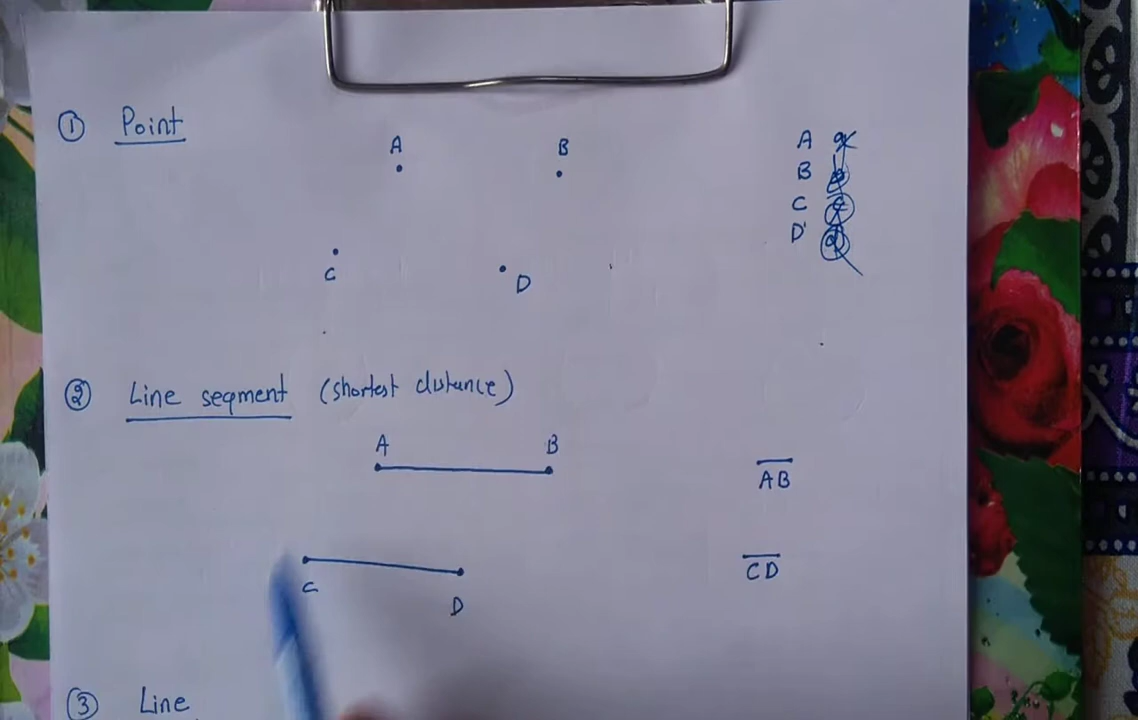 ① Point
A B
C D
A
B
C
D
② Line segment (shortest distance)
A B
AB
C D
CD
③ Line